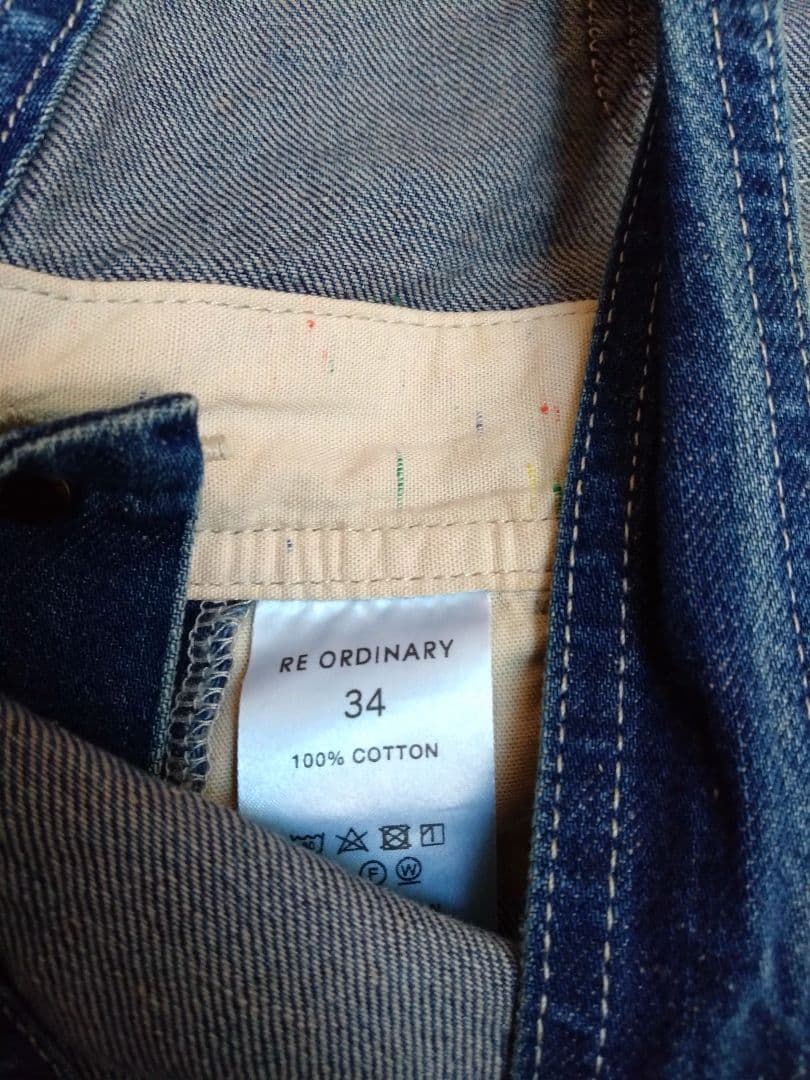 RE ORDINARY
34
100% COTTON
F W